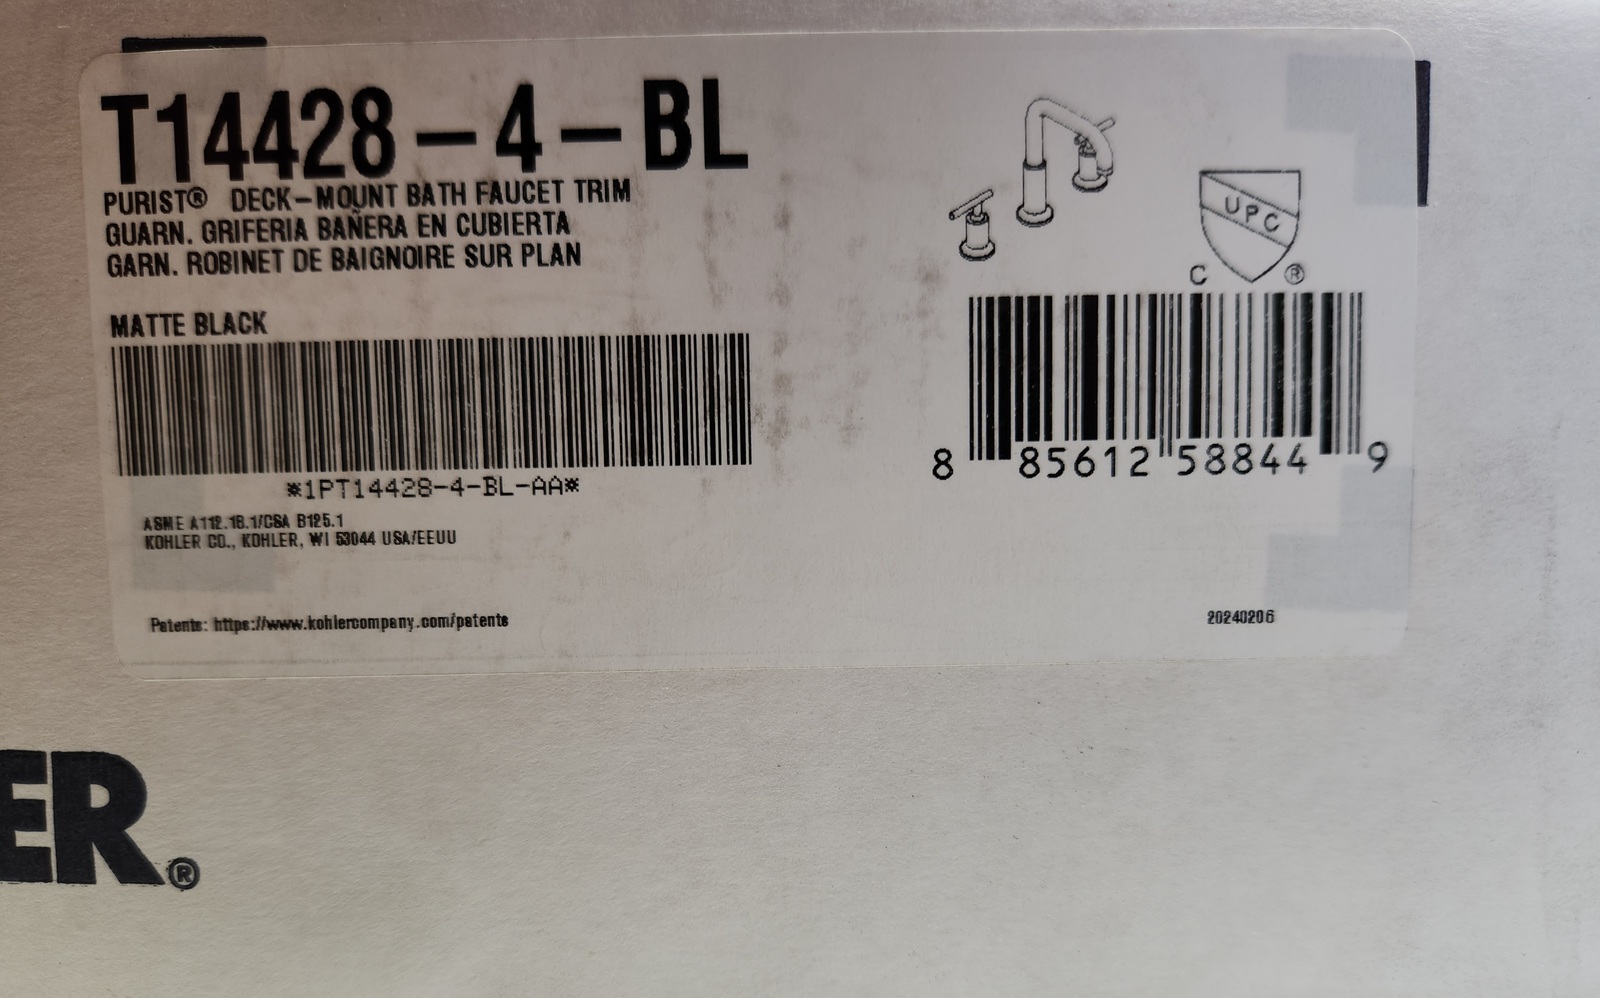 T14428-4-BL
PURIST® DECK-MOUNT BATH FAUCET TRIM
GUARN. GRIFERIA BAÑERA EN CUBIERTA
GARN. ROBINET DE BAIGNOIRE SUR PLAN
MATTE BLACK
*1PT14428-4-BL-AA*
ASME A112.18.1/CSA B125.1
KOHLER CO., KOHLER, WI 53044 USA/EEUU
Patents: https://www.kohlercompany.com/patents
UPC
C ®
8 85612 58844 9
20240206
ER®